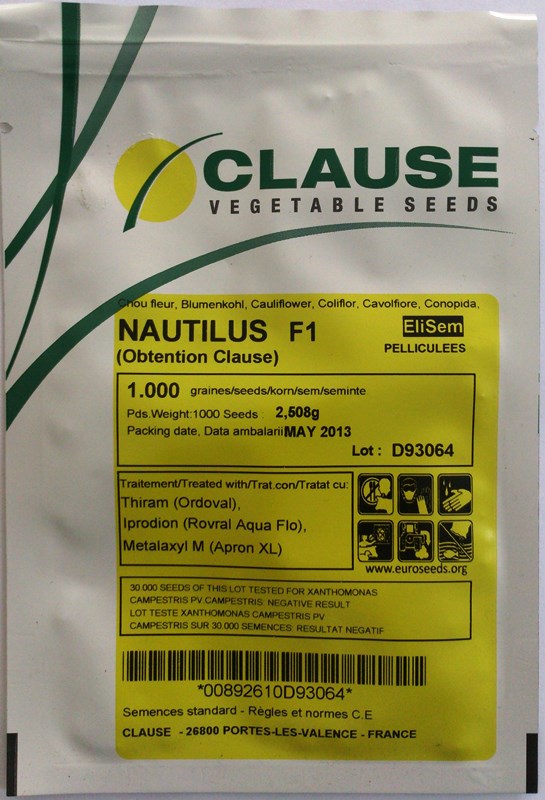 CLAUSE
VEGETABLE SEEDS
Chou fleur, Blumenkohl, Cauliflower, Coliflor, Cavolfiore, Conopida,
NAUTILUS F1 EliSem
(Obtention Clause) PELLICULEES
1.000 graines/seeds/korn/sem/seminte
Pds.Weight:1000 Seeds : 2,508g
Packing date, Data ambalarii MAY 2013
Lot : D93064
Traitement/Treated with/Trat.con/Tratat cu:
Thiram (Ordoval),
Iprodion (Rovral Aqua Flo),
Metalaxyl M (Apron XL)
www.euroseeds.org
30 000 SEEDS OF THIS LOT TESTED FOR XANTHOMONAS
CAMPESTRIS PV.CAMPESTRIS: NEGATIVE RESULT
LOT TESTE XANTHOMONAS CAMPESTRIS PV
CAMPESTRIS SUR 30.000 SEMENCES: RESULTAT NEGATIF
*00892610D93064*
Semences standard - Règles et normes C.E
CLAUSE - 26800 PORTES-LES-VALENCE - FRANCE